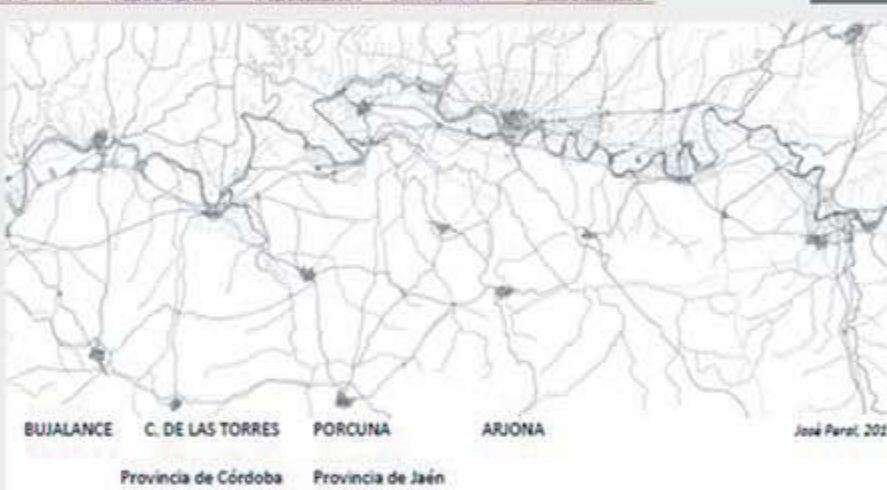 BUJALANCE C. DE LAS TORRES PORCUNA ARJONA José Peral, 201
Provincia de Córdoba Provincia de Jaén